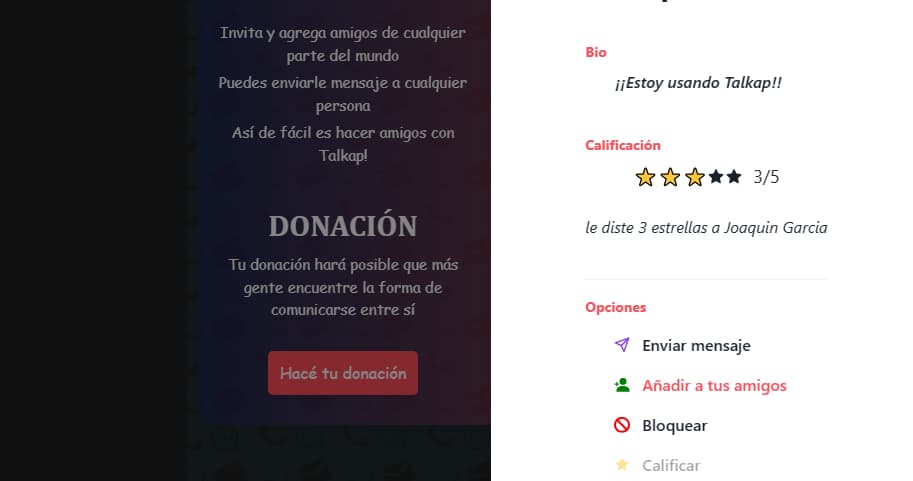 Invita y agrega amigos de cualquier
parte del mundo
Puedes enviarle mensaje a cualquier
persona
Así de fácil es hacer amigos con
Talkap!
DONACIÓN
Tu donación hará posible que más
gente encuentre la forma de
comunicarse entre sí
Hacé tu donación
Bio
¡¡Estoy usando Talkap!!
Calificación
3/5
le diste 3 estrellas a Joaquin Garcia
Opciones
Enviar mensaje
Añadir a tus amigos
Bloquear
Calificar